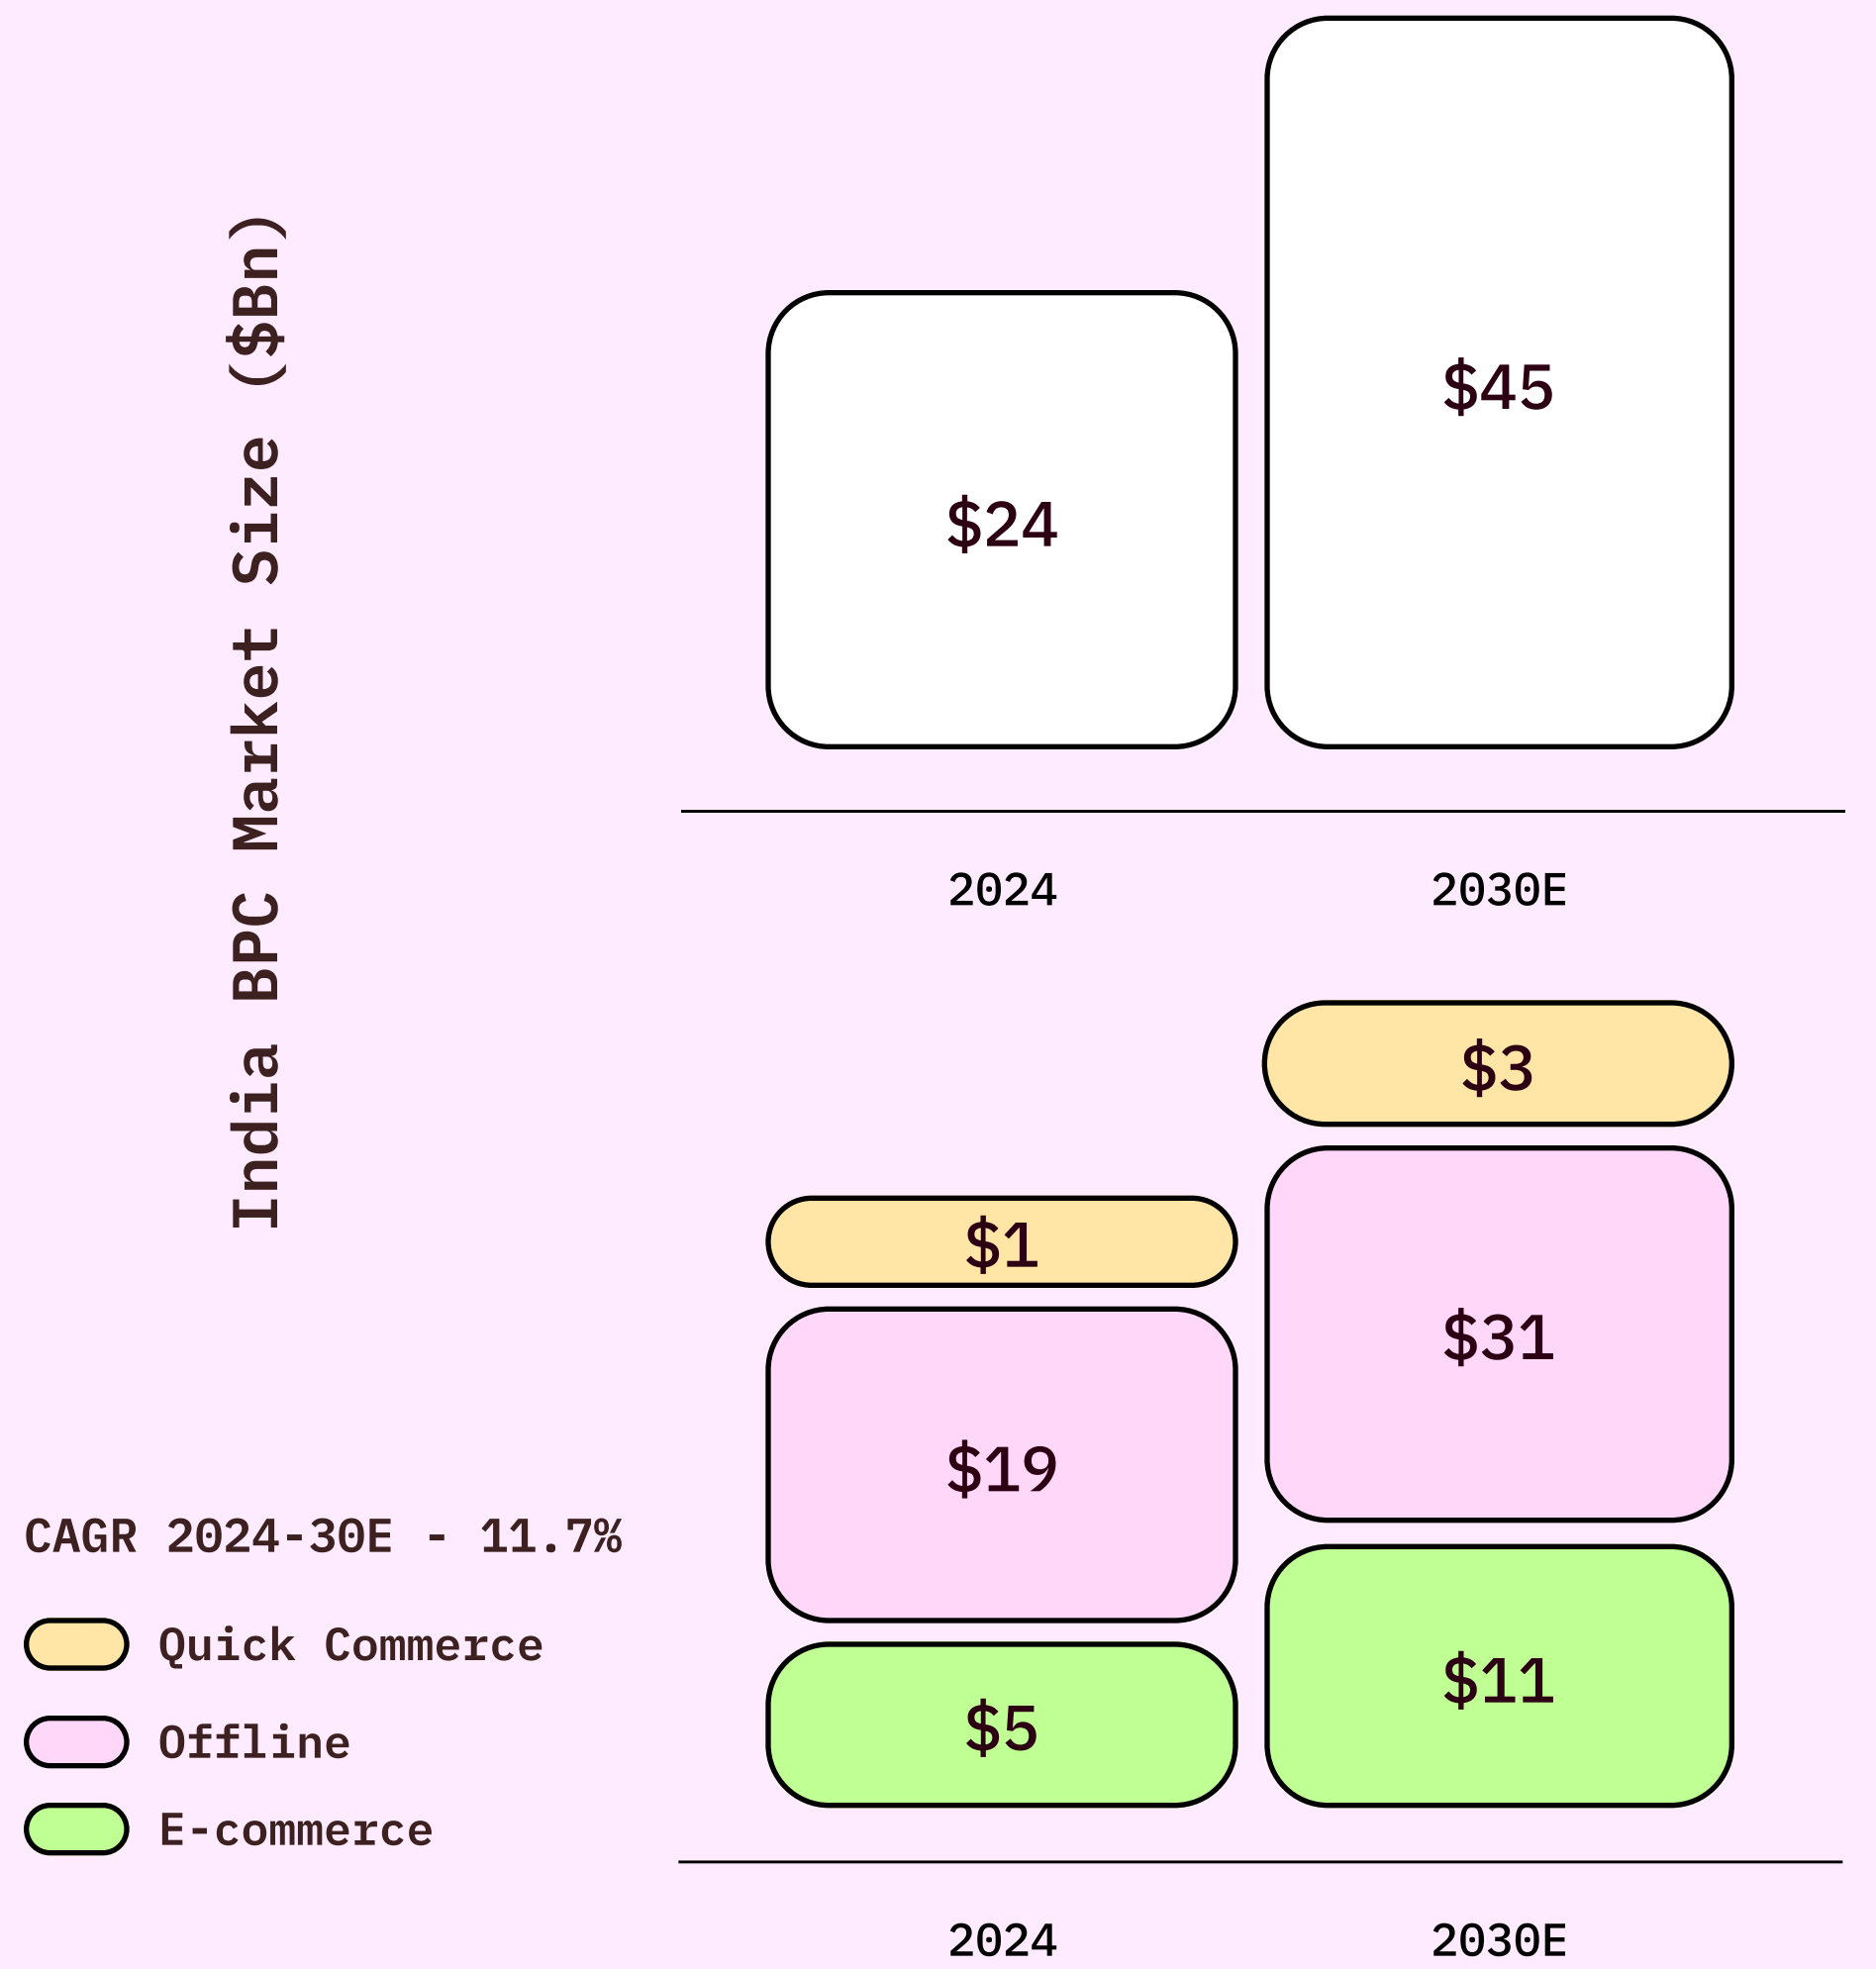 India BPC Market Size ($Bn)
$24
$45
2024
2030E
$1
$3
$19
$31
$5
$11
2024
2030E
CAGR 2024-30E - 11.7%
Quick Commerce
Offline
E-commerce